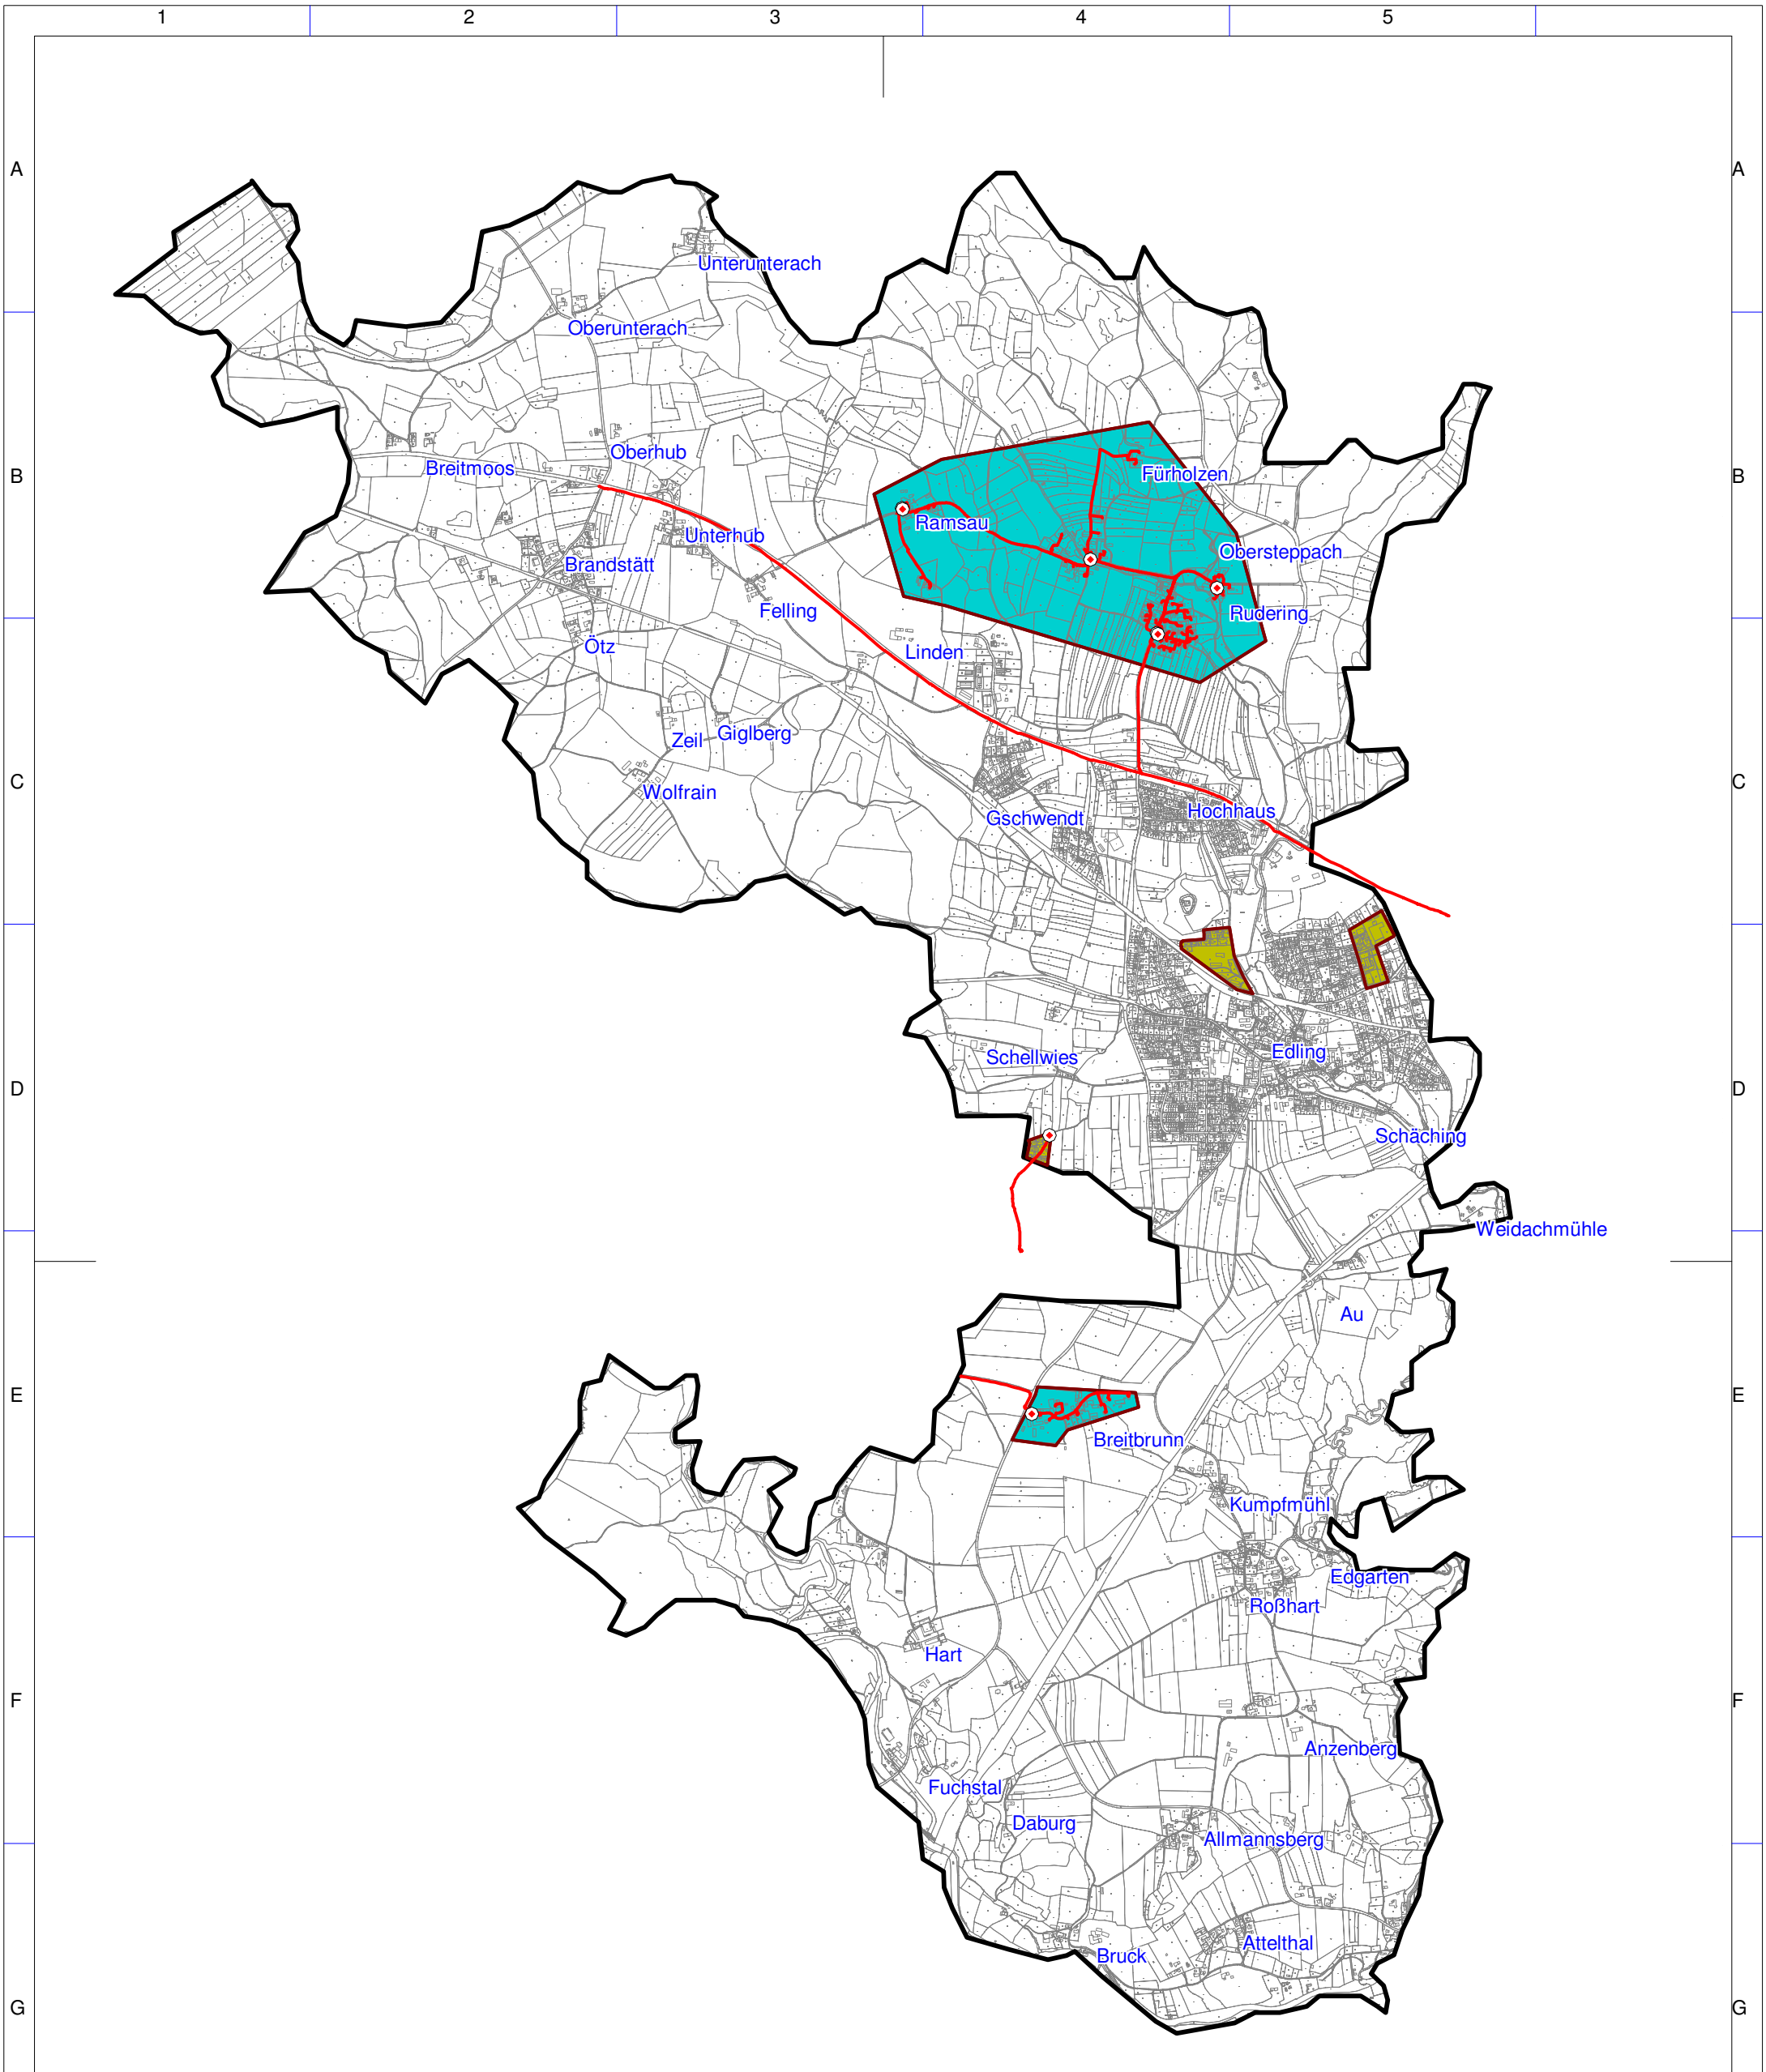 1 2 3 4 5
A A
Unterunterach
Oberunterach
Oberhub
Breitmoos
B B
Fürholzen
Ramsau
Unterhub
Obersteppach
Brandstätt
Felling
Rudering
Ötz
Linden
Giglberg
Zeil
C C
Wolfrain
Hochhaus
Gschwendt
Edling
Schellwies
D D
Schäching
Weidachmühle
Au
E E
Breitbrunn
Kumpfmühl
Edgarten
Roßhart
Hart
F F
Anzenberg
Fuchstal
Daburg
Allmannsberg
Attelthal
Bruck
G G